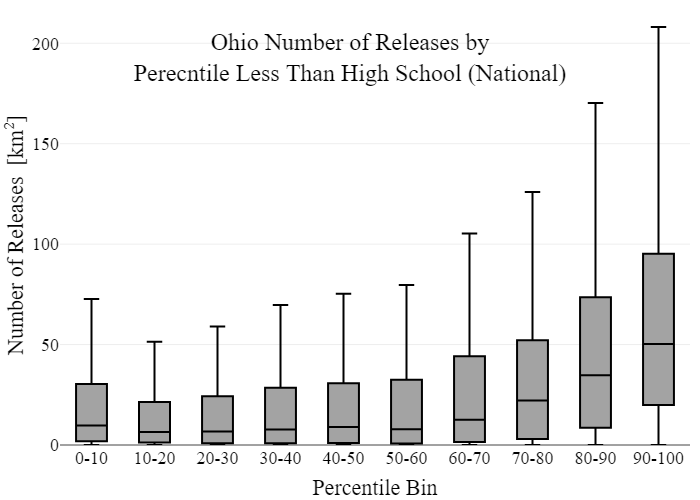 Ohio Number of Releases by
Perecntile Less Than High School (National)
Number of Releases [km²]
200
150
100
50
0
0-10 10-20 20-30 30-40 40-50 50-60 60-70 70-80 80-90 90-100
Percentile Bin